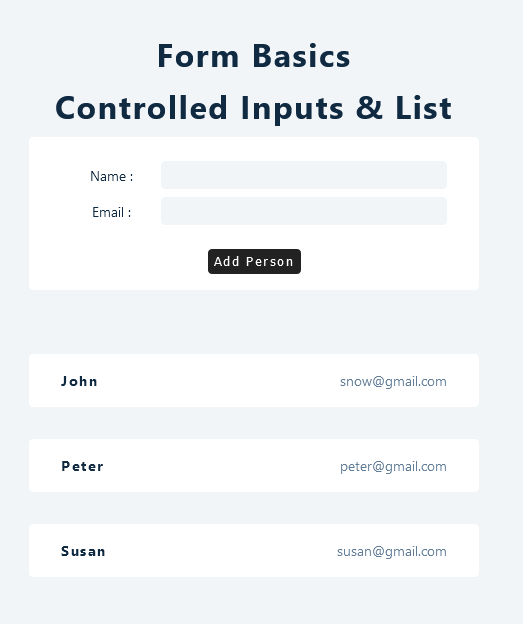 Form Basics
Controlled Inputs & List
Name :
Email :
Add Person
John snow@gmail.com
Peter peter@gmail.com
Susan susan@gmail.com